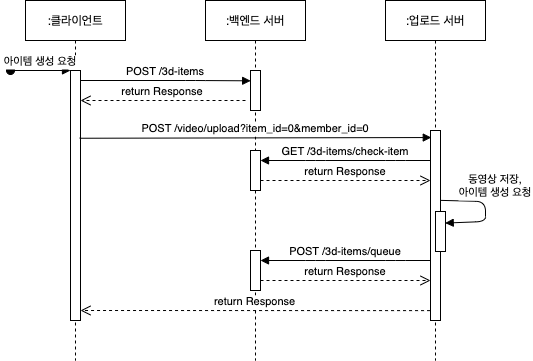 :클라이언트
:백엔드 서버
:업로드 서버
아이템 생성 요청
POST /3d-items
return Response
POST /video/upload?item_id=0&member_id=0
GET /3d-items/check-item
return Response
동영상 저장,
아이템 생성 요청
POST /3d-items/queue
return Response
return Response